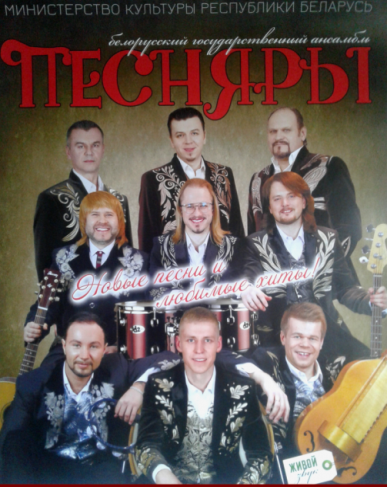 МИНИСТЕРСТВО КУЛЬТУРЫ РЕСПУБЛИКИ БЕЛАРУСЬ
белорусский государственный ансамбль
ПЕСНЯРЫ
Новые песни и
любимые хиты!
ЖИВОЙ
звук